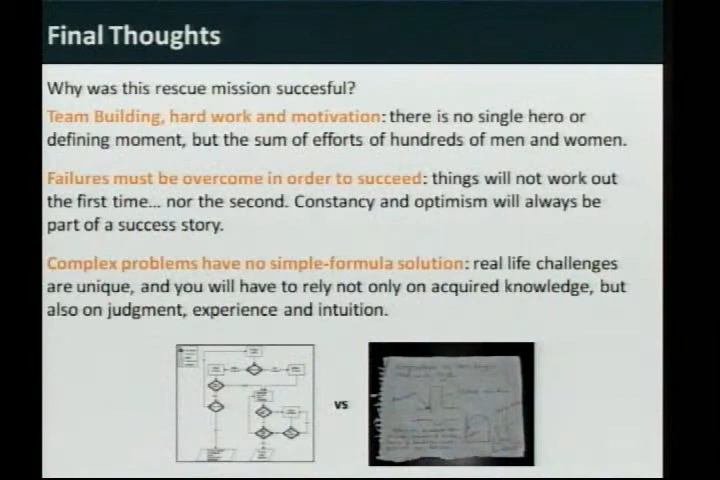 Final Thoughts
Why was this rescue mission succesful?
Team Building, hard work and motivation: there is no single hero or
defining moment, but the sum of efforts of hundreds of men and women.
Failures must be overcome in order to succeed: things will not work out
the first time... nor the second. Constancy and optimism will always be
part of a success story.
Complex problems have no simple-formula solution: real life challenges
are unique, and you will have to rely not only on acquired knowledge, but
also on judgment, experience and intuition.
vs